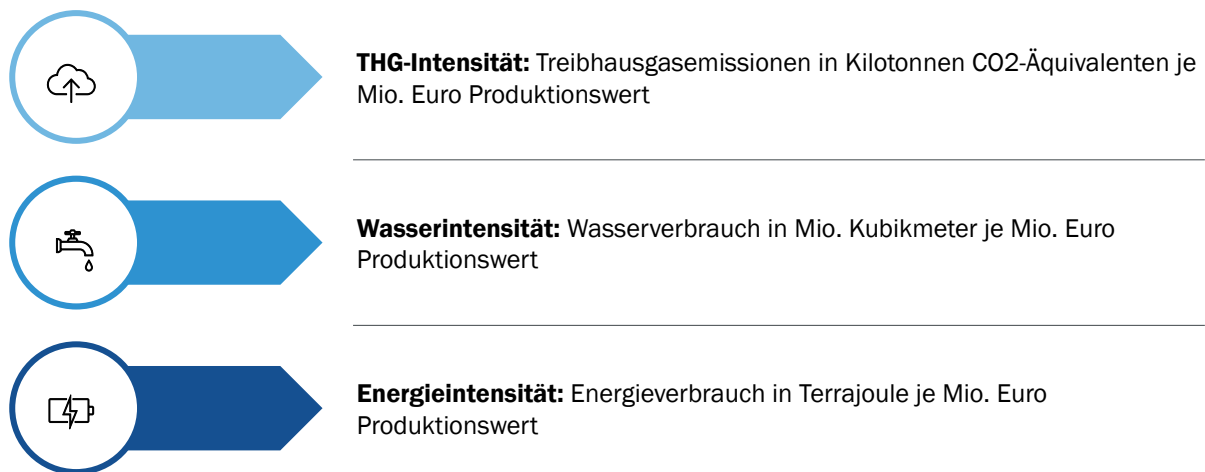 THG-Intensität: Treibhausgasemissionen in Kilotonnen CO2-Äquivalenten je
Mio. Euro Produktionswert
Wasserintensität: Wasserverbrauch in Mio. Kubikmeter je Mio. Euro
Produktionswert
Energieintensität: Energieverbrauch in Terrajoule je Mio. Euro
Produktionswert